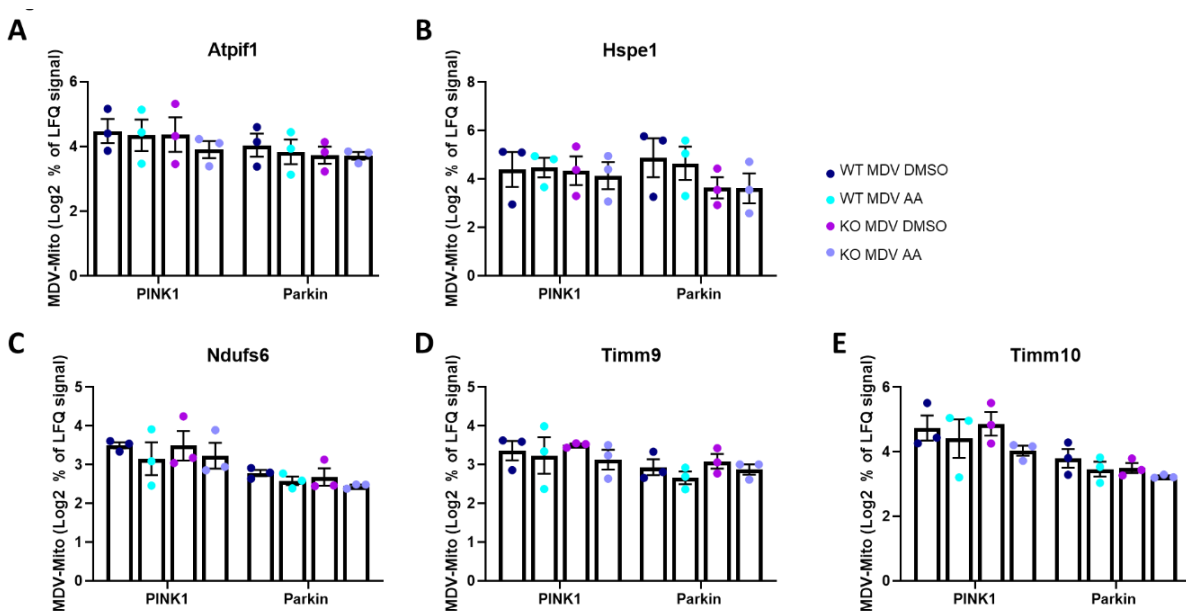 A
Atpif1
MDV-Mito (Log2 % of LFQ signal)
6
4
2
0
PINK1
Parkin
B
Hspe1
MDV-Mito (Log2 % of LFQ signal)
8
6
4
2
0
PINK1
Parkin
WT MDV DMSO
WT MDV AA
KO MDV DMSO
KO MDV AA
C
Ndufs6
MDV-Mito (Log2 % of LFQ signal)
5
4
3
2
1
0
PINK1
Parkin
D
Timm9
MDV-Mito (Log2 % of LFQ signal)
5
4
3
2
1
0
PINK1
Parkin
E
Timm10
MDV-Mito (Log2 % of LFQ signal)
6
4
2
0
PINK1
Parkin